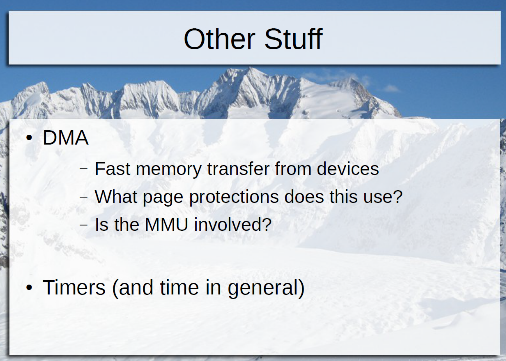 Other Stuff
• DMA
– Fast memory transfer from devices
– What page protections does this use?
– Is the MMU involved?
• Timers (and time in general)